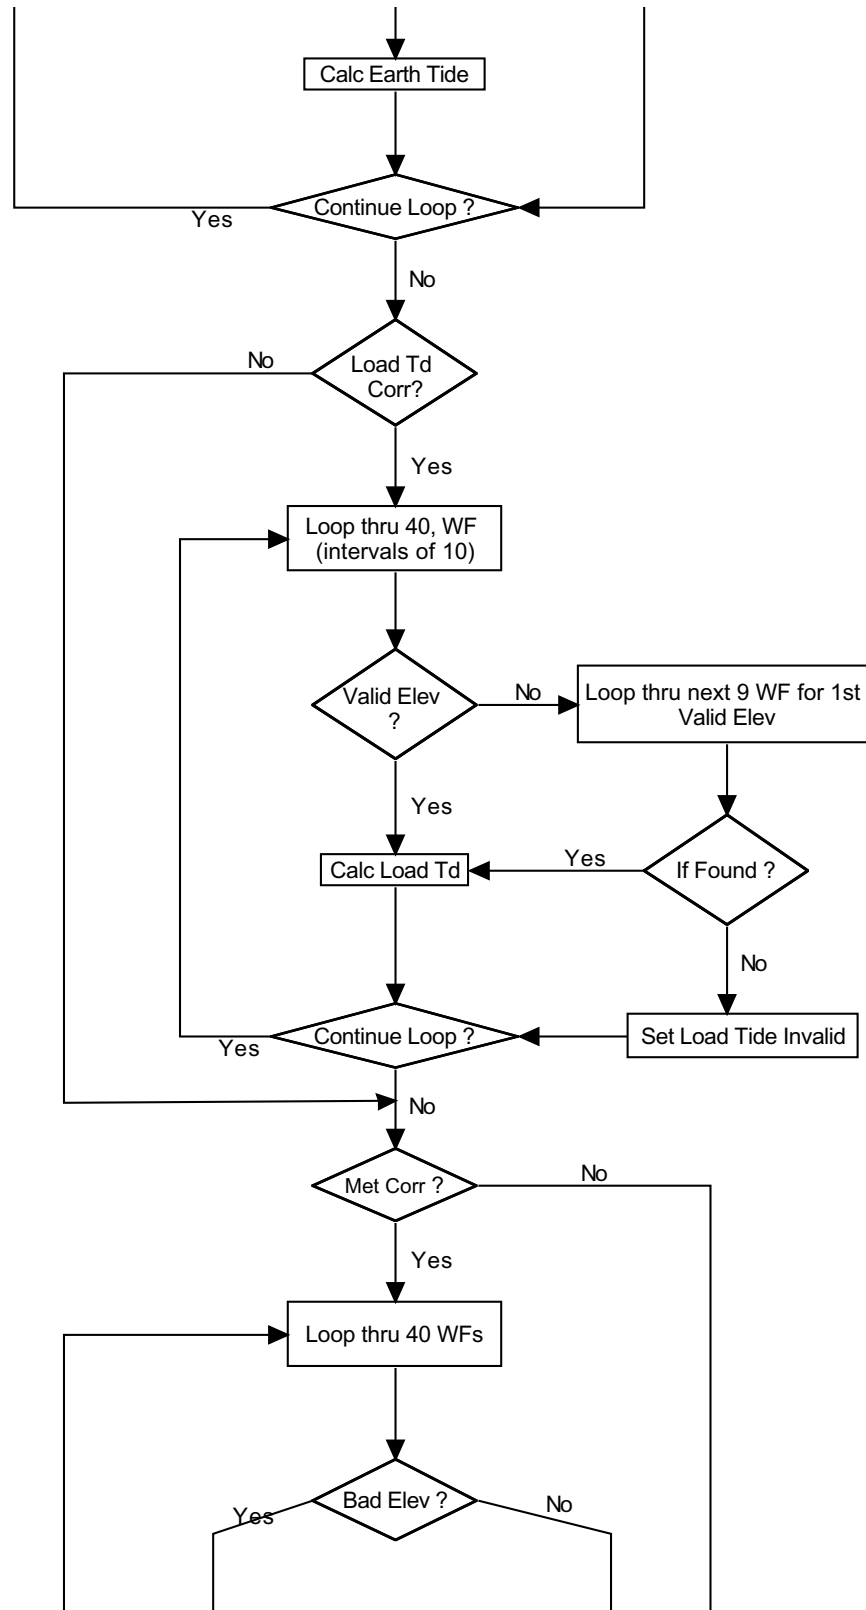 Calc Earth Tide
Continue Loop ?
Yes
No
No
Load Td
Corr?
Yes
Loop thru 40, WF
(intervals of 10)
Valid Elev
?
No
Loop thru next 9 WF for 1st
Valid Elev
Yes
Calc Load Td
Yes
If Found ?
No
Continue Loop ?
Yes
Set Load Tide Invalid
No
Met Corr ?
No
Yes
Loop thru 40 WFs
Bad Elev ?
Yes
No